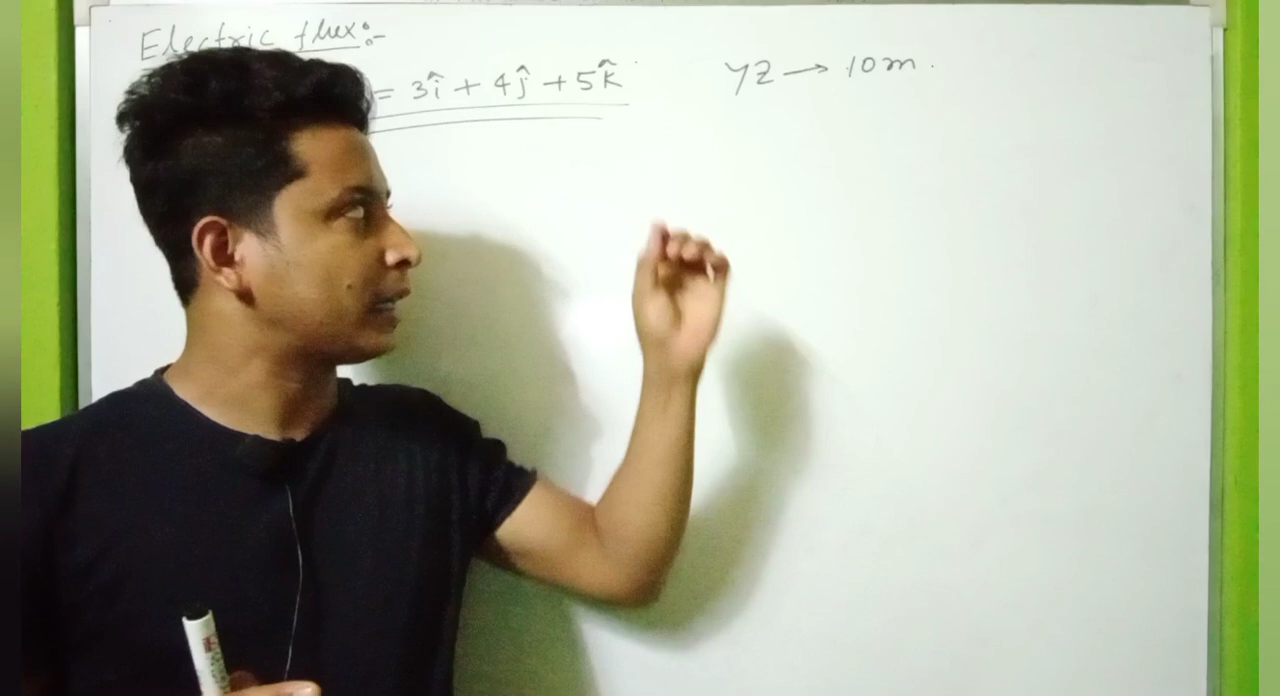 Electric flux:-
= 3î + 4ĵ + 5k̂
YZ → 10m.